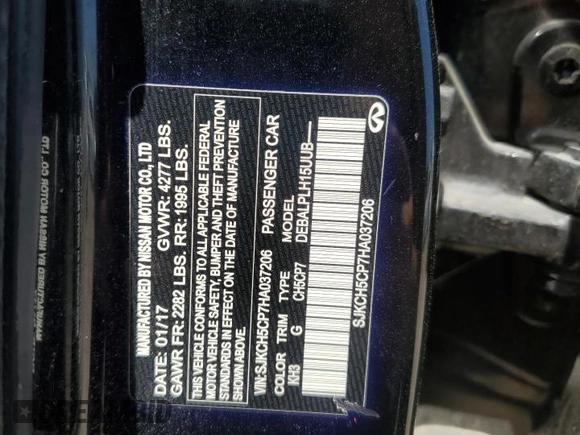 MANUFACTURED BY NISSAN MOTOR CO., LTD
DATE: 01/17 GVWR: 4277 LBS.
GAWR FR: 2282 LBS. RR: 1995 LBS.
THIS VEHICLE CONFORMS TO ALL APPLICABLE FEDERAL
MOTOR VEHICLE SAFETY, BUMPER AND THEFT PREVENTION
STANDARDS IN EFFECT ON THE DATE OF MANUFACTURE
SHOWN ABOVE.
VIN:SJKCH5CP7HA037206 PASSENGER CAR
COLOR TRIM TYPE MODEL
KH3 G CH5CP7 DEBALPLH15UUB-----
SJKCH5CP7HA037206